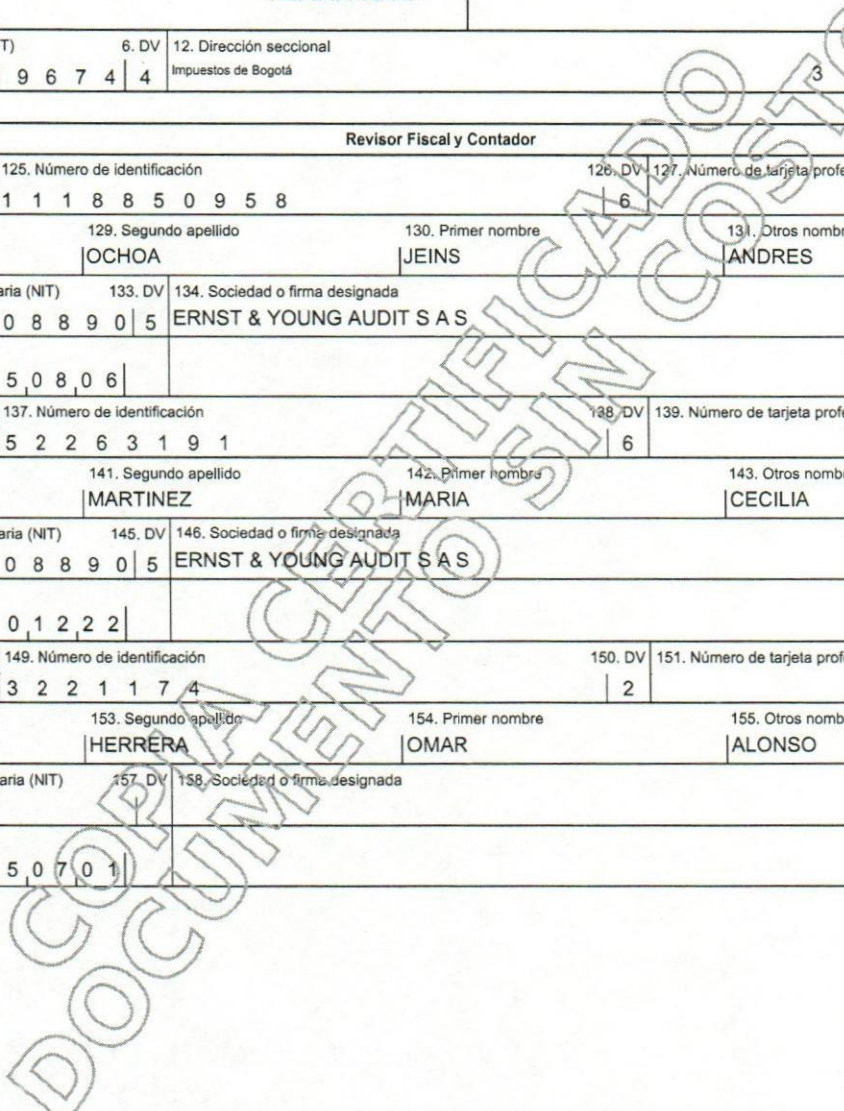 T) 6. DV 12. Dirección seccional
9 6 7 4 4 Impuestos de Bogotá 3
Revisor Fiscal y Contador
125. Número de identificación 126. DV 127. Número de tarjeta profe
1 1 1 8 8 5 0 9 5 8 6
129. Segundo apellido 130. Primer nombre 131. Otros nombr
OCHOA JEINS ANDRES
aria (NIT) 133. DV 134. Sociedad o firma designada
0 8 8 9 0 5 ERNST & YOUNG AUDIT S A S
5 0 8 0 6
137. Número de identificación 138. DV 139. Número de tarjeta profe
5 2 2 6 3 1 9 1 6
141. Segundo apellido 142. Primer nombre 143. Otros nombr
MARTINEZ MARIA CECILIA
aria (NIT) 145. DV 146. Sociedad o firma designada
0 8 8 9 0 5 ERNST & YOUNG AUDIT S A S
0 1 2 2 2
149. Número de identificación 150. DV 151. Número de tarjeta profe
3 2 2 1 1 7 4 2
153. Segundo apellido 154. Primer nombre 155. Otros nombr
HERRERA OMAR ALONSO
aria (NIT) 157. DV 158. Sociedad o firma designada
5 0 7 0 1
COPIA CERTIFICADO
DOCUMENTO SIN COSTO